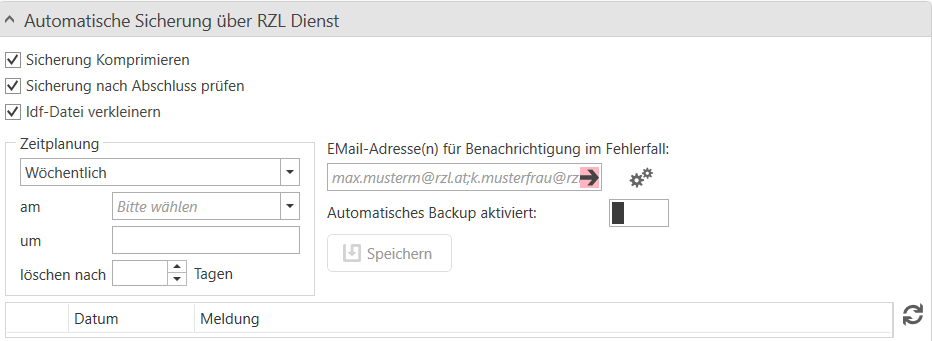 Automatische Sicherung über RZL Dienst
Sicherung Komprimieren
Sicherung nach Abschluss prüfen
ldf-Datei verkleinern
Zeitplanung
Wöchentlich
am Bitte wählen
um
löschen nach Tagen
EMail-Adresse(n) für Benachrichtigung im Fehlerfall:
max.musterm@rzl.at;k.musterfrau@rz
Automatisches Backup aktiviert:
Speichern
Datum Meldung